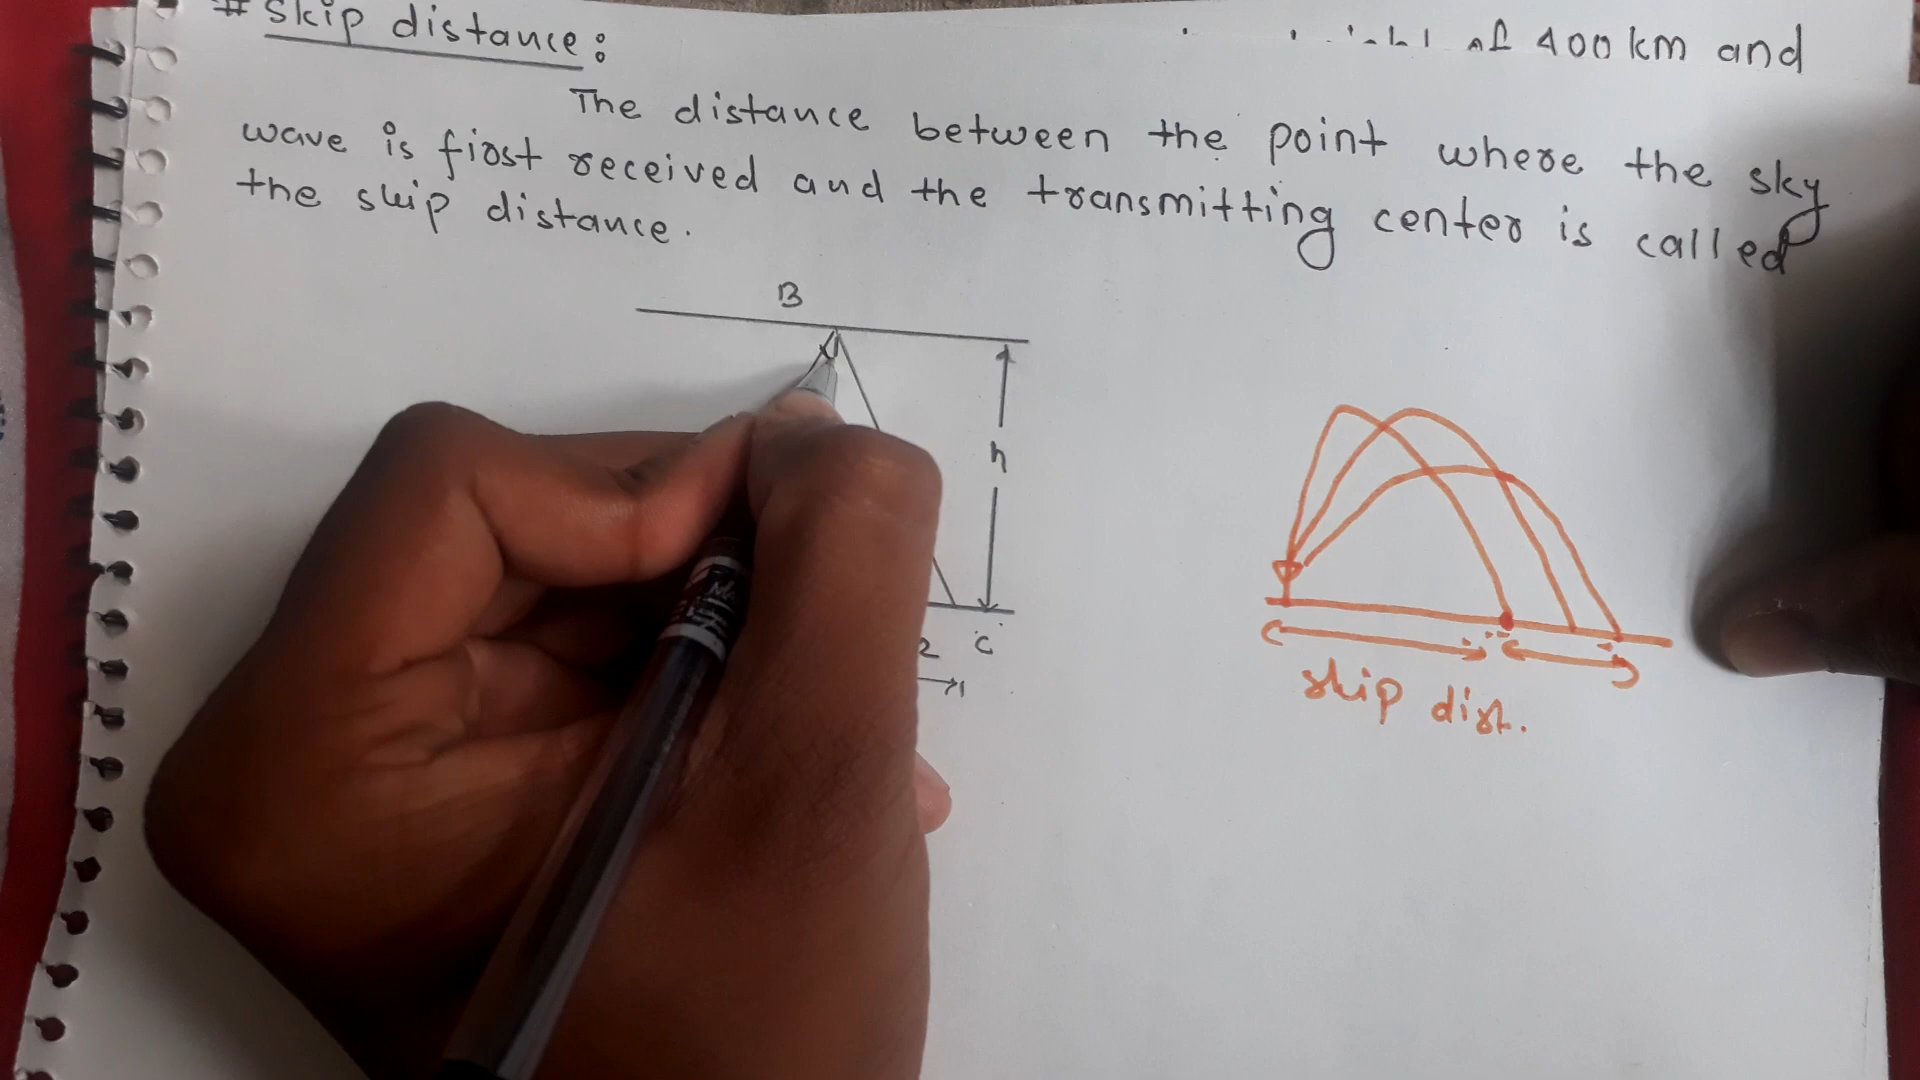 # Skip distance:
of 400 km and
The distance between the point where the sky
wave is first received and the transmitting center is called
the skip distance.
B
h
2 C
skip dist.